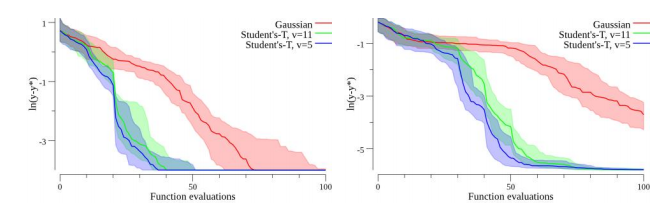 1
-1
-3
ln(y-y*)
0
50
100
Function evaluations
Gaussian
Student's-T, v=11
Student's-T, v=5
-1
-3
-5
ln(y-y*)
0
50
100
Function evaluations
Gaussian
Student's-T, v=11
Student's-T, v=5